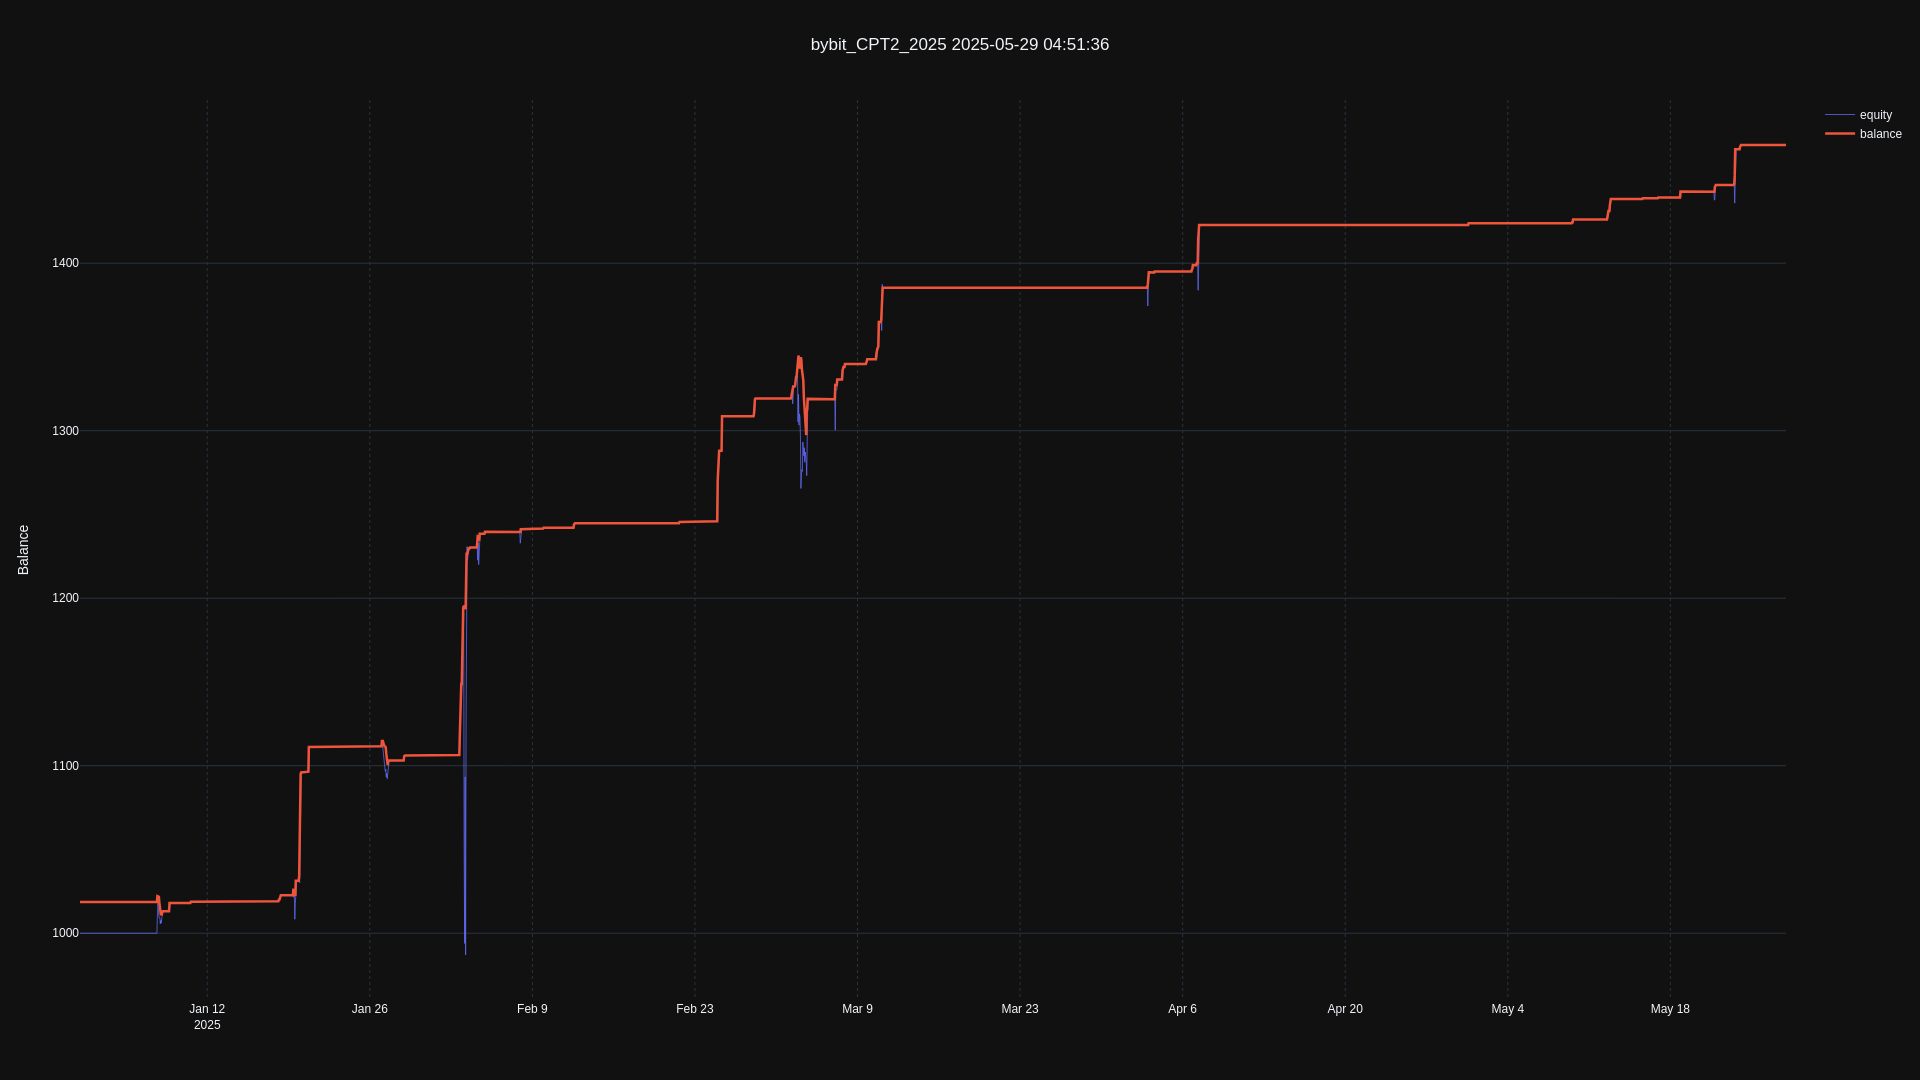 bybit_CPT2_2025 2025-05-29 04:51:36
equity
balance
Balance
1400
1300
1200
1100
1000
Jan 12
2025
Jan 26
Feb 9
Feb 23
Mar 9
Mar 23
Apr 6
Apr 20
May 4
May 18